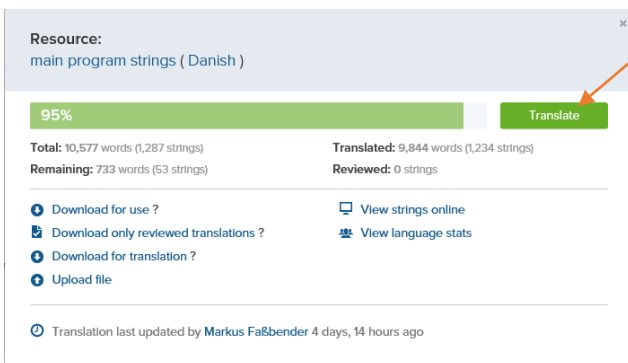 ×
Resource:
main program strings ( Danish )
95%
Translate
Total: 10,577 words (1,287 strings)
Translated: 9,844 words (1,234 strings)
Remaining: 733 words (53 strings)
Reviewed: 0 strings
Download for use ?
View strings online
Download only reviewed translations ?
View language stats
Download for translation ?
Upload file
Translation last updated by Markus Faßbender 4 days, 14 hours ago